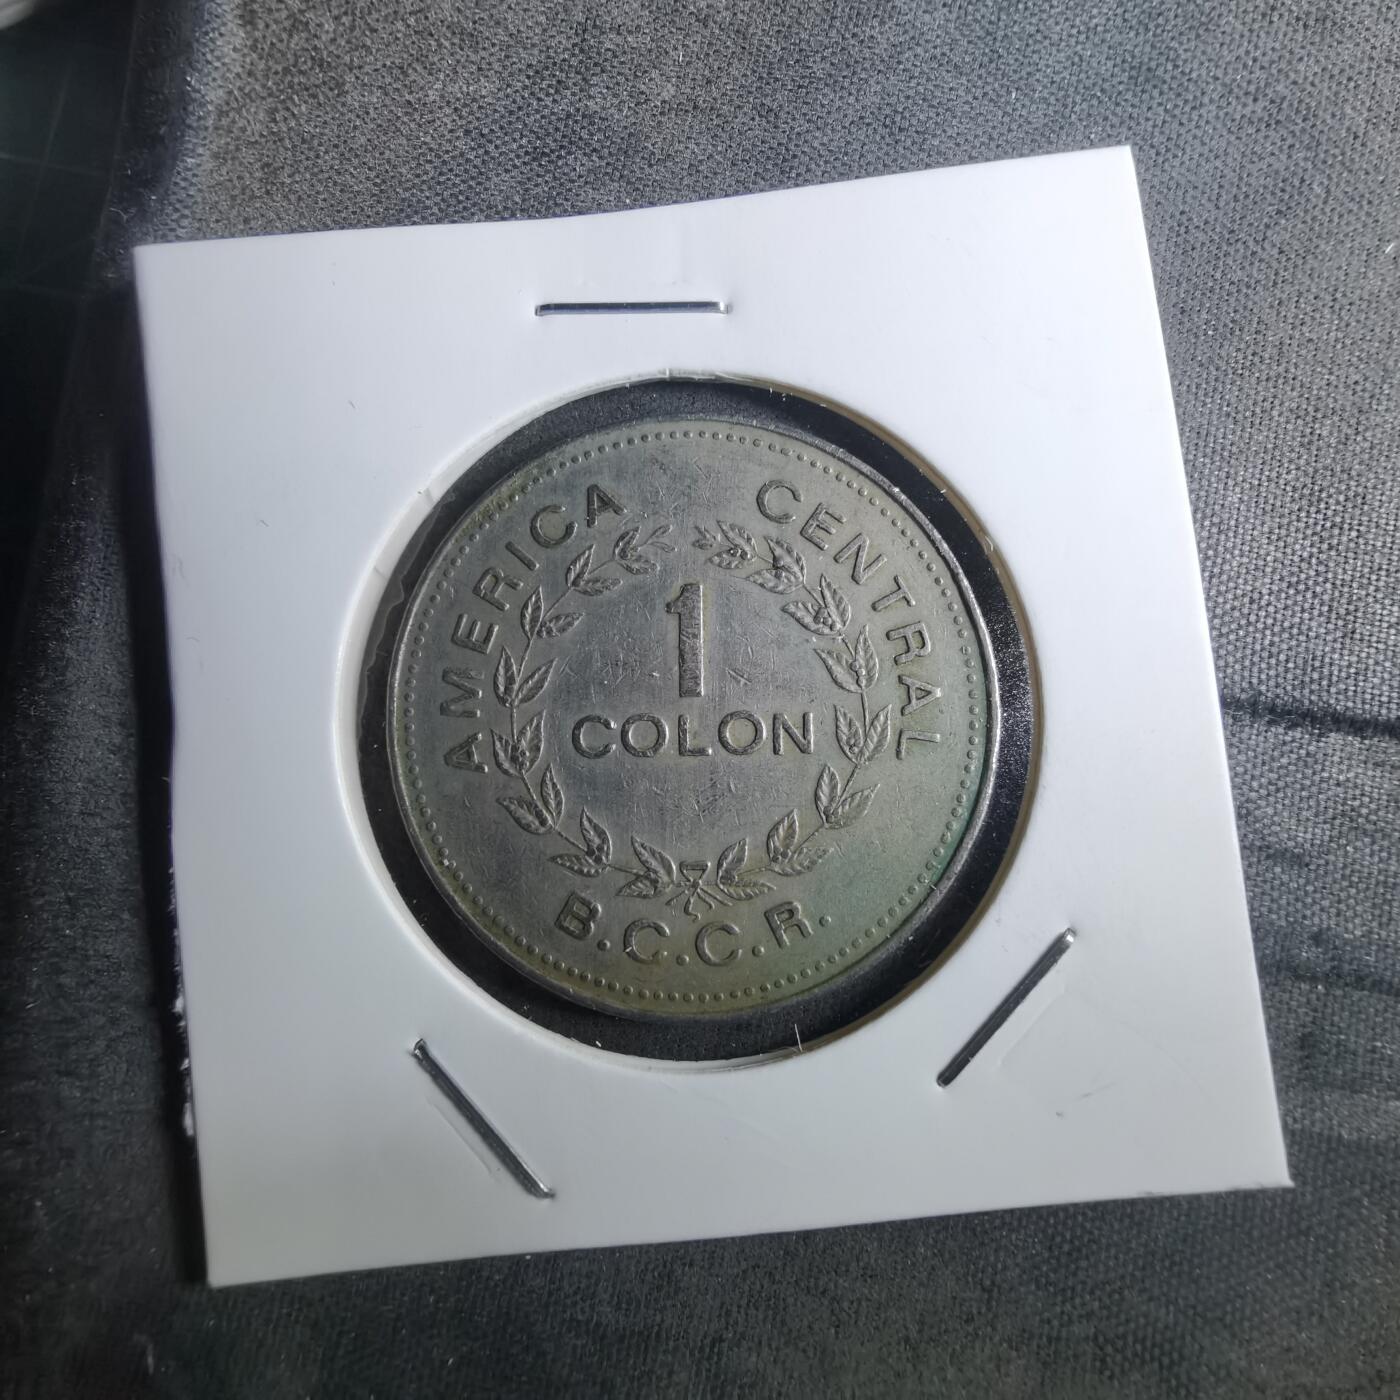 AMERICA CENTRAL
1
COLON
B.C.C.R.